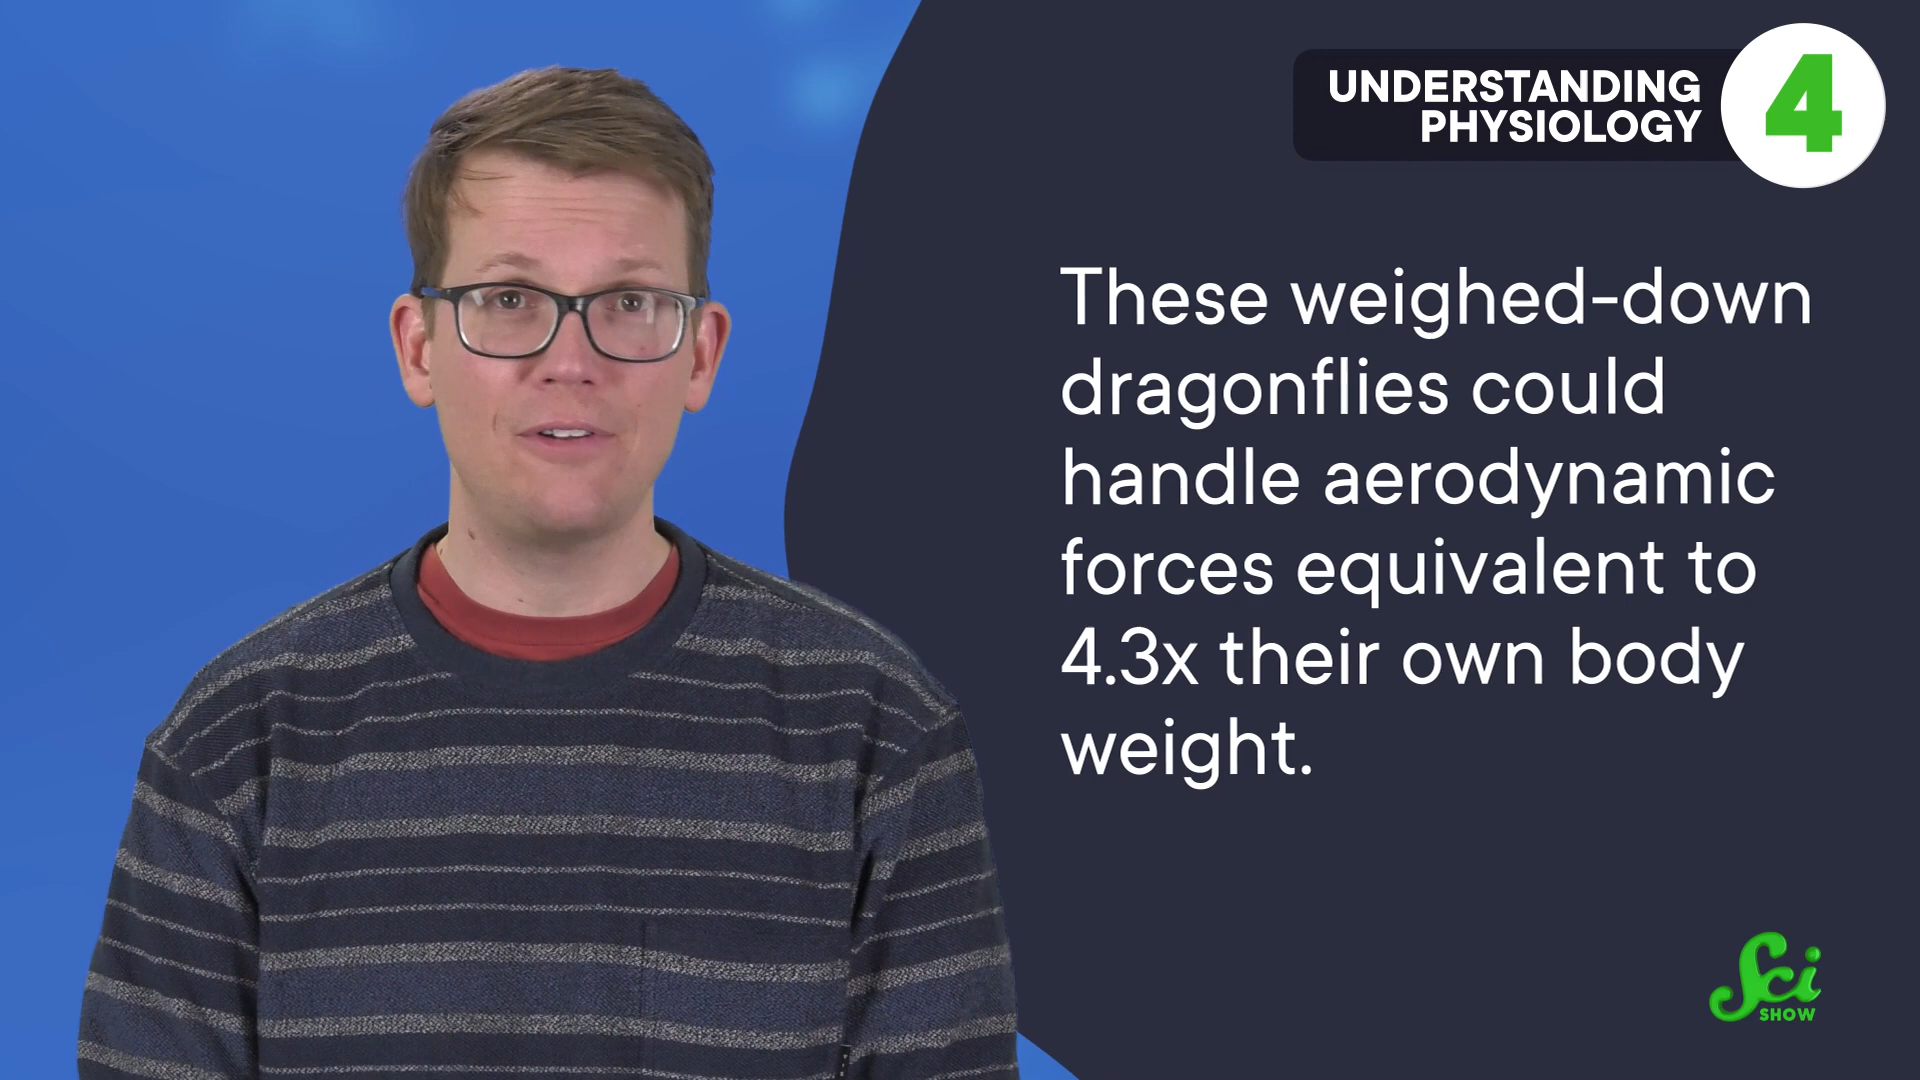 UNDERSTANDING
PHYSIOLOGY
4
These weighed-down
dragonflies could
handle aerodynamic
forces equivalent to
4.3x their own body
weight.
Sci
SHOW